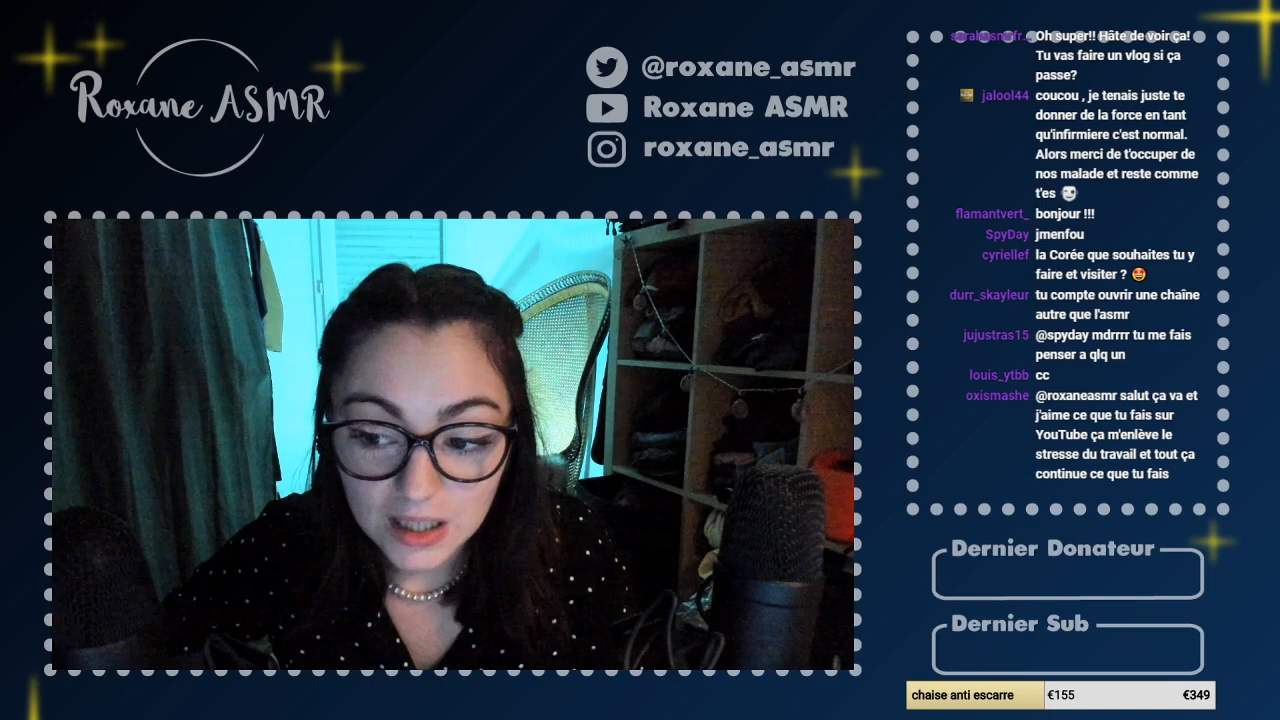 Roxane ASMR
@roxane_asmr
Roxane ASMR
roxane_asmr
Oh super!! Hâte de voir ça!
Tu vas faire un vlog si ça
passe?
jalool44 coucou , je tenais juste te
donner de la force en tant
qu'infirmiere c'est normal.
Alors merci de t'occuper de
nos malade et reste comme
t'es
flamantvert_ bonjour !!!
SpyDay jmenfou
cyriellef la Corée que souhaites tu y
faire et visiter ? 🤩
durr_skayleur tu compte ouvrir une chaîne
autre que l'asmr
jujustras15 @spyday mdrrrr tu me fais
penser a qlq un
louis_ytbb cc
oxismashe @roxaneasmr salut ça va et
j'aime ce que tu fais sur
YouTube ça m'enlève le
stresse du travail et tout ça
continue ce que tu fais
Dernier Donateur
Dernier Sub
chaise anti escarre €155 €349